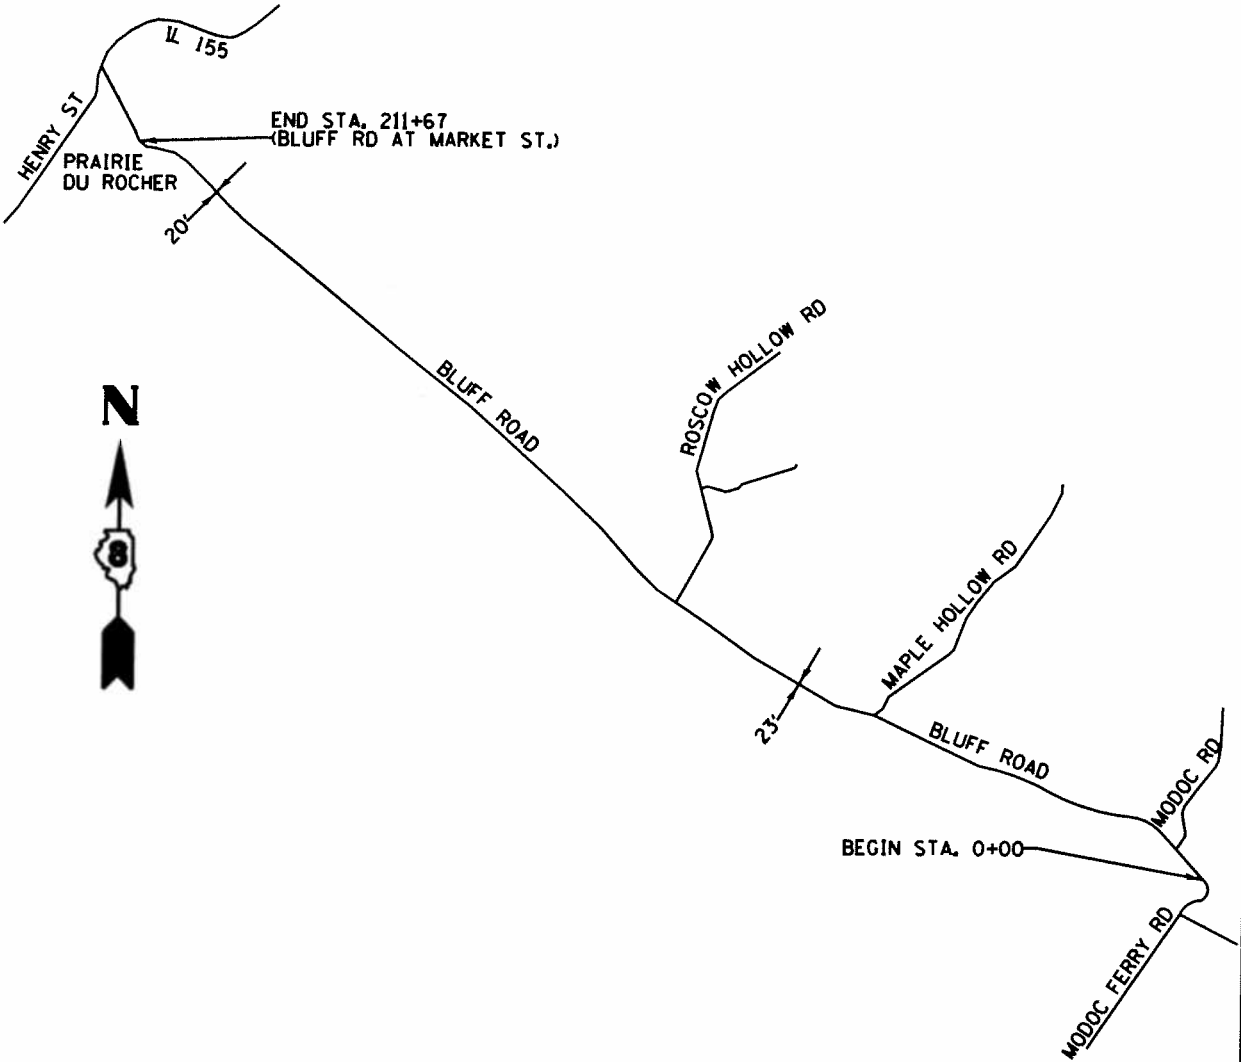 IL 155
HENRY ST
END STA. 211+67
(BLUFF RD AT MARKET ST.)
PRAIRIE
DU ROCHER
20'
ROSCOW HOLLOW RD
BLUFF ROAD
N
8
MAPLE HOLLOW RD
23'
BLUFF ROAD
MODOC RD
BEGIN STA. 0+00
MODOC FERRY RD